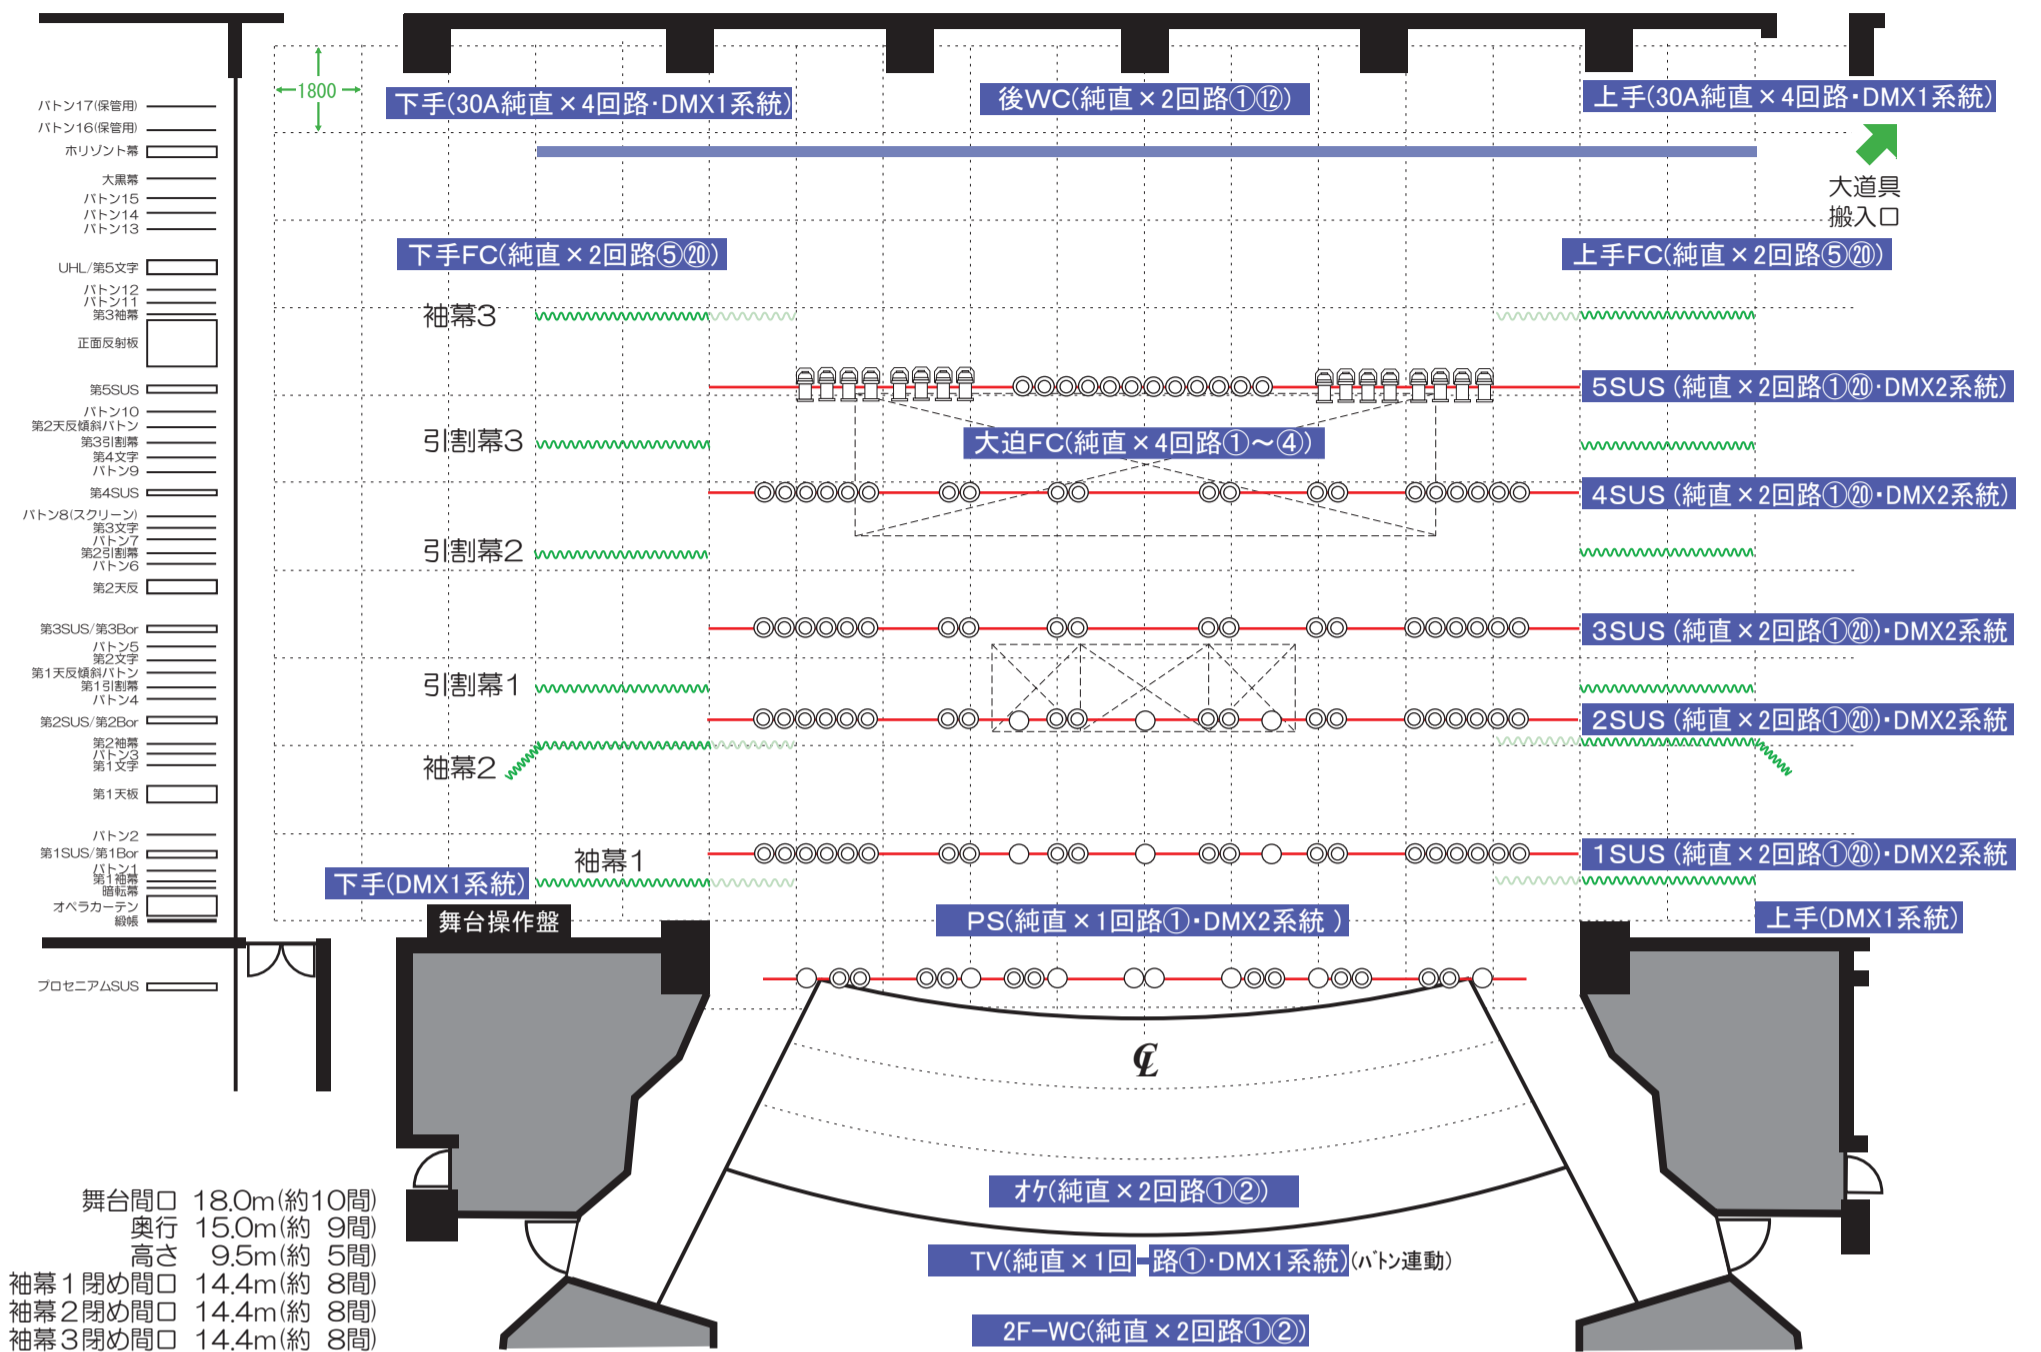 バトン17(保管用)
バトン16(保管用)
ホリゾント幕
大黒幕
バトン15
バトン14
バトン13
UHL/第5文字
バトン12
バトン11
第3袖幕
正面反射板
第5SUS
バトン10
第2天反傾斜バトン
第3引割幕
第4文字
バトン9
第4SUS
バトン8(スクリーン)
第3文字
バトン7
第2引割幕
バトン6
第2天反
第3SUS/第3Bor
バトン5
第2文字
第1天反傾斜バトン
第1引割幕
バトン4
第2SUS/第2Bor
第2袖幕
バトン3
第1文字
第1天板
バトン2
第1SUS/第1Bor
バトン1
第1袖幕
暗転幕
オペラカーテン
緞帳
プロセニアムSUS
1800
下手(30A純直×4回路・DMX1系統)
後WC(純直×2回路①⑫)
上手(30A純直×4回路・DMX1系統)
大道具
搬入口
下手FC(純直×2回路⑤⑳)
上手FC(純直×2回路⑤⑳)
袖幕3
5SUS (純直×2回路①⑳・DMX2系統)
引割幕3
大迫FC(純直×4回路①～④)
4SUS (純直×2回路①⑳・DMX2系統)
引割幕2
3SUS (純直×2回路①⑳)・DMX2系統
引割幕1
2SUS (純直×2回路①⑳)・DMX2系統
袖幕2
1SUS (純直×2回路①⑳)・DMX2系統
袖幕1
下手(DMX1系統)
舞台操作盤
PS(純直×1回路①・DMX2系統 )
上手(DMX1系統)
℄
オケ(純直×2回路①②)
TV(純直×1回路①・DMX1系統)(バトン連動)
2F−WC(純直×2回路①②)
舞台間口 18.0m(約10間)
奥行 15.0m(約 9間)
高さ 9.5m(約 5間)
袖幕1閉め間口 14.4m(約 8間)
袖幕2閉め間口 14.4m(約 8間)
袖幕3閉め間口 14.4m(約 8間)